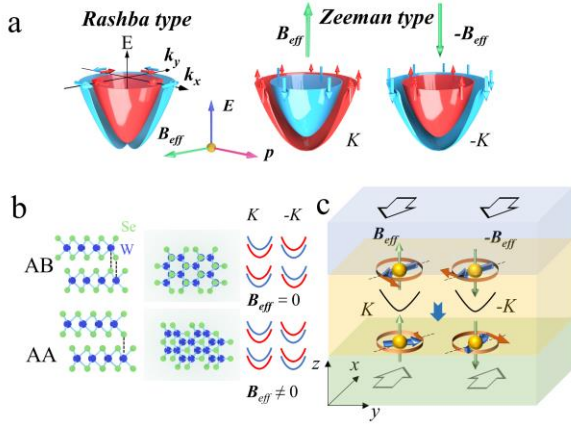 a
Rashba type
Zeeman type
E
k_y
k_x
B_eff
E
p
B_eff
K
-B_eff
-K
b
Se
W
AB
AA
K -K
B_eff = 0
B_eff ≠ 0
c
B_eff
-B_eff
K
-K
z
x
y